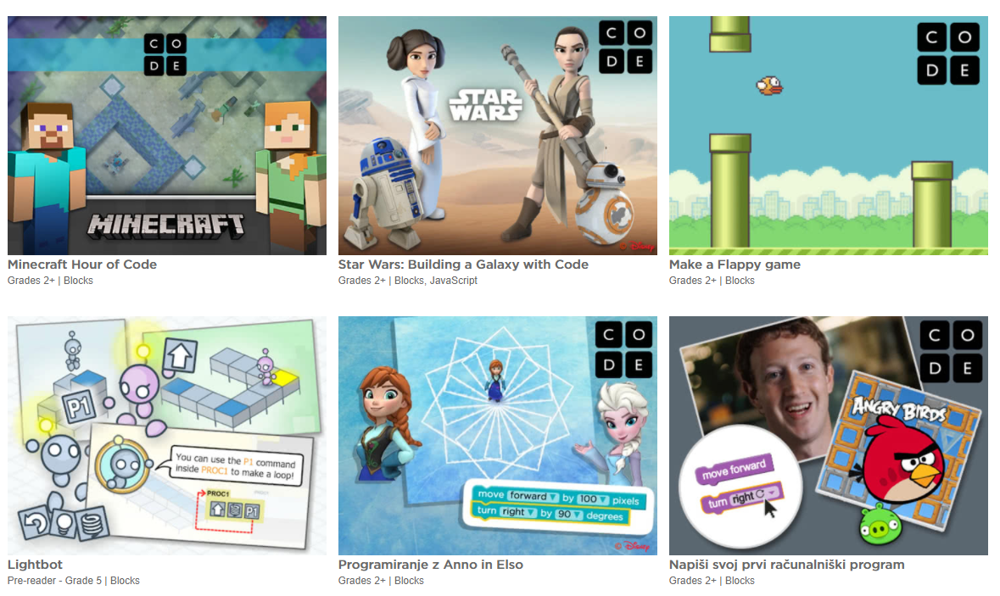 C O
D E
MINECRAFT
Minecraft Hour of Code
Grades 2+ | Blocks
C O
D E
STAR
WARS
© Disney
Star Wars: Building a Galaxy with Code
Grades 2+ | Blocks, JavaScript
C O
D E
Make a Flappy game
Grades 2+ | Blocks
P1
You can use the P1 command
inside PROC1 to make a loop!
PROC1
P1
Lightbot
Pre-reader - Grade 5 | Blocks
C O
D E
move forward by 100 pixels
turn right by 90 degrees
© Disney
Programiranje z Anno in Elso
Grades 2+ | Blocks
C O
D E
ANGRY BIRDS
move forward
turn right
Napiši svoj prvi računalniški program
Grades 2+ | Blocks